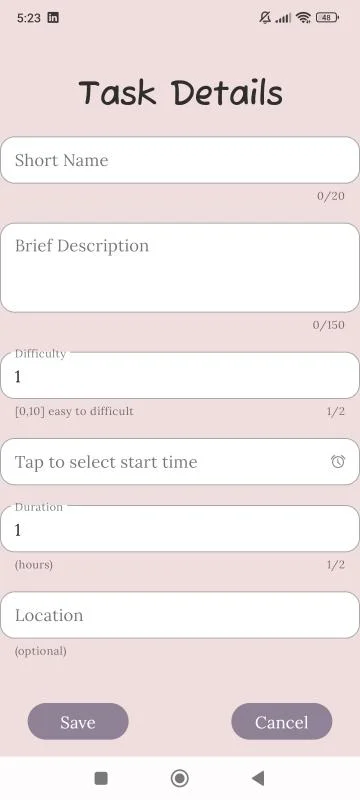 5:23
48
Task Details
Short Name
0/20
Brief Description
0/150
Difficulty
1
[0,10] easy to difficult 1/2
Tap to select start time
Duration
1
(hours) 1/2
Location
(optional)
Save Cancel